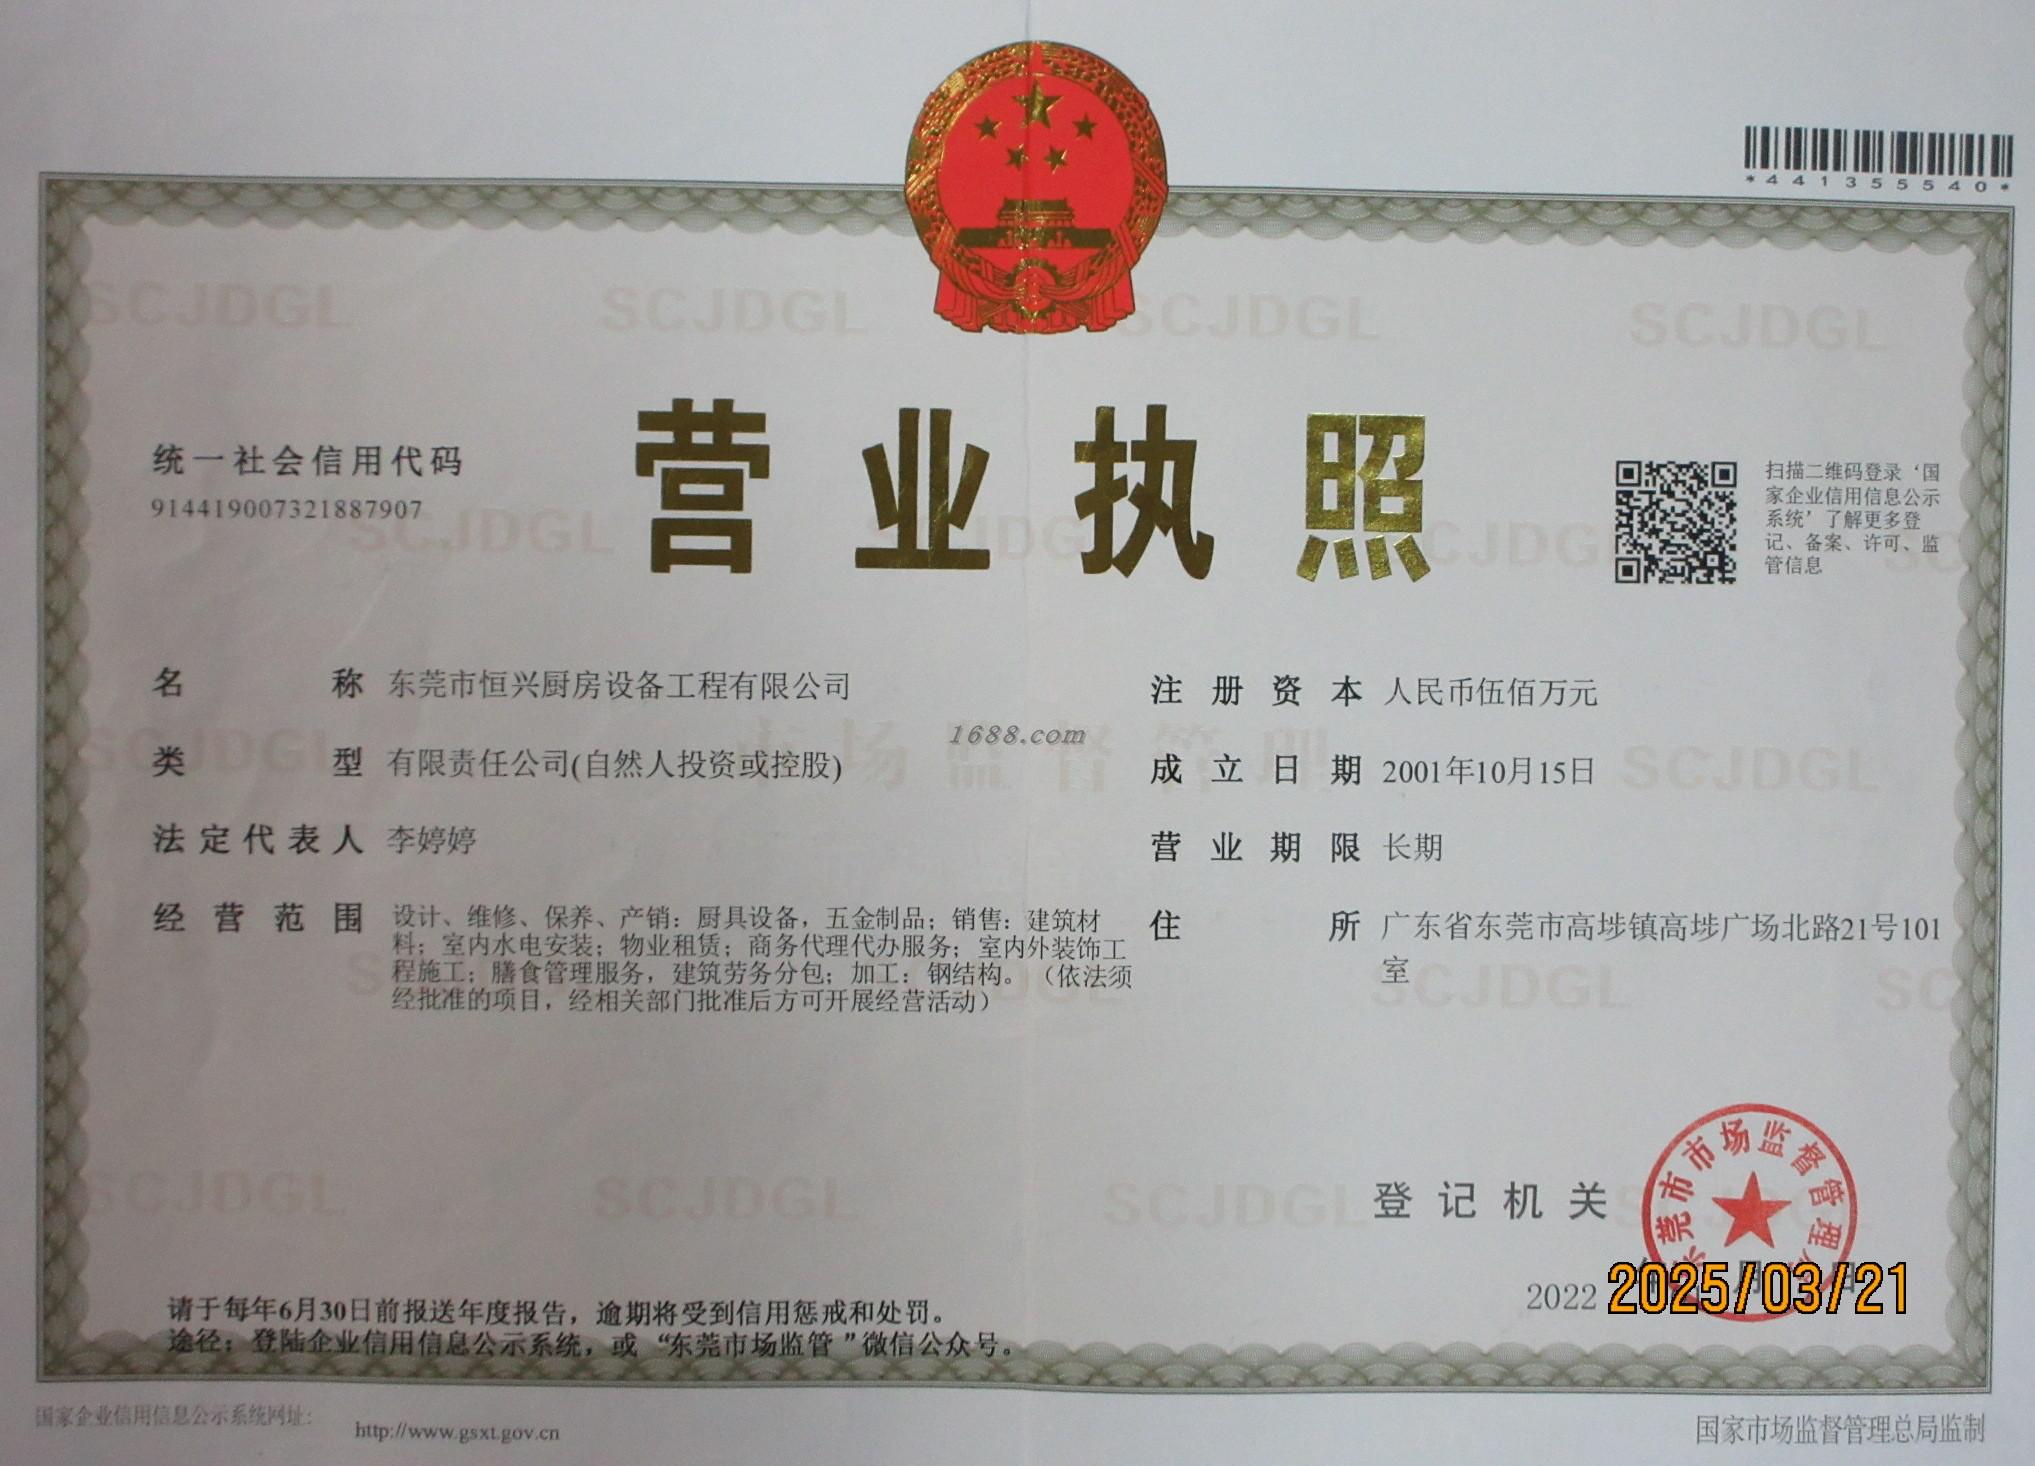 *441355540*
营业执照
统一社会信用代码
914419007321887907
扫描二维码登录‘国
家企业信用信息公示
系统’了解更多登
记、备案、许可、监
管信息
名称 东莞市恒兴厨房设备工程有限公司
类型 有限责任公司(自然人投资或控股)
法定代表人 李婷婷
经营范围 设计、维修、保养、产销：厨具设备，五金制品；销售：建筑材
料；室内水电安装；物业租赁；商务代理代办服务；室内外装饰工
程施工；膳食管理服务，建筑劳务分包；加工：钢结构。（依法须
经批准的项目，经相关部门批准后方可开展经营活动）
注册资本 人民币伍佰万元
成立日期 2001年10月15日
营业期限 长期
住所 广东省东莞市高埗镇高埗广场北路21号101
室
1688.com
登记机关
东莞市市场监督管理局
2022 年 月 日
2025/03/21
请于每年6月30日前报送年度报告，逾期将受到信用惩戒和处罚。
途径：登陆企业信用信息公示系统，或“东莞市场监管”微信公众号。
国家企业信用信息公示系统网址：
http://www.gsxt.gov.cn
国家市场监督管理总局监制